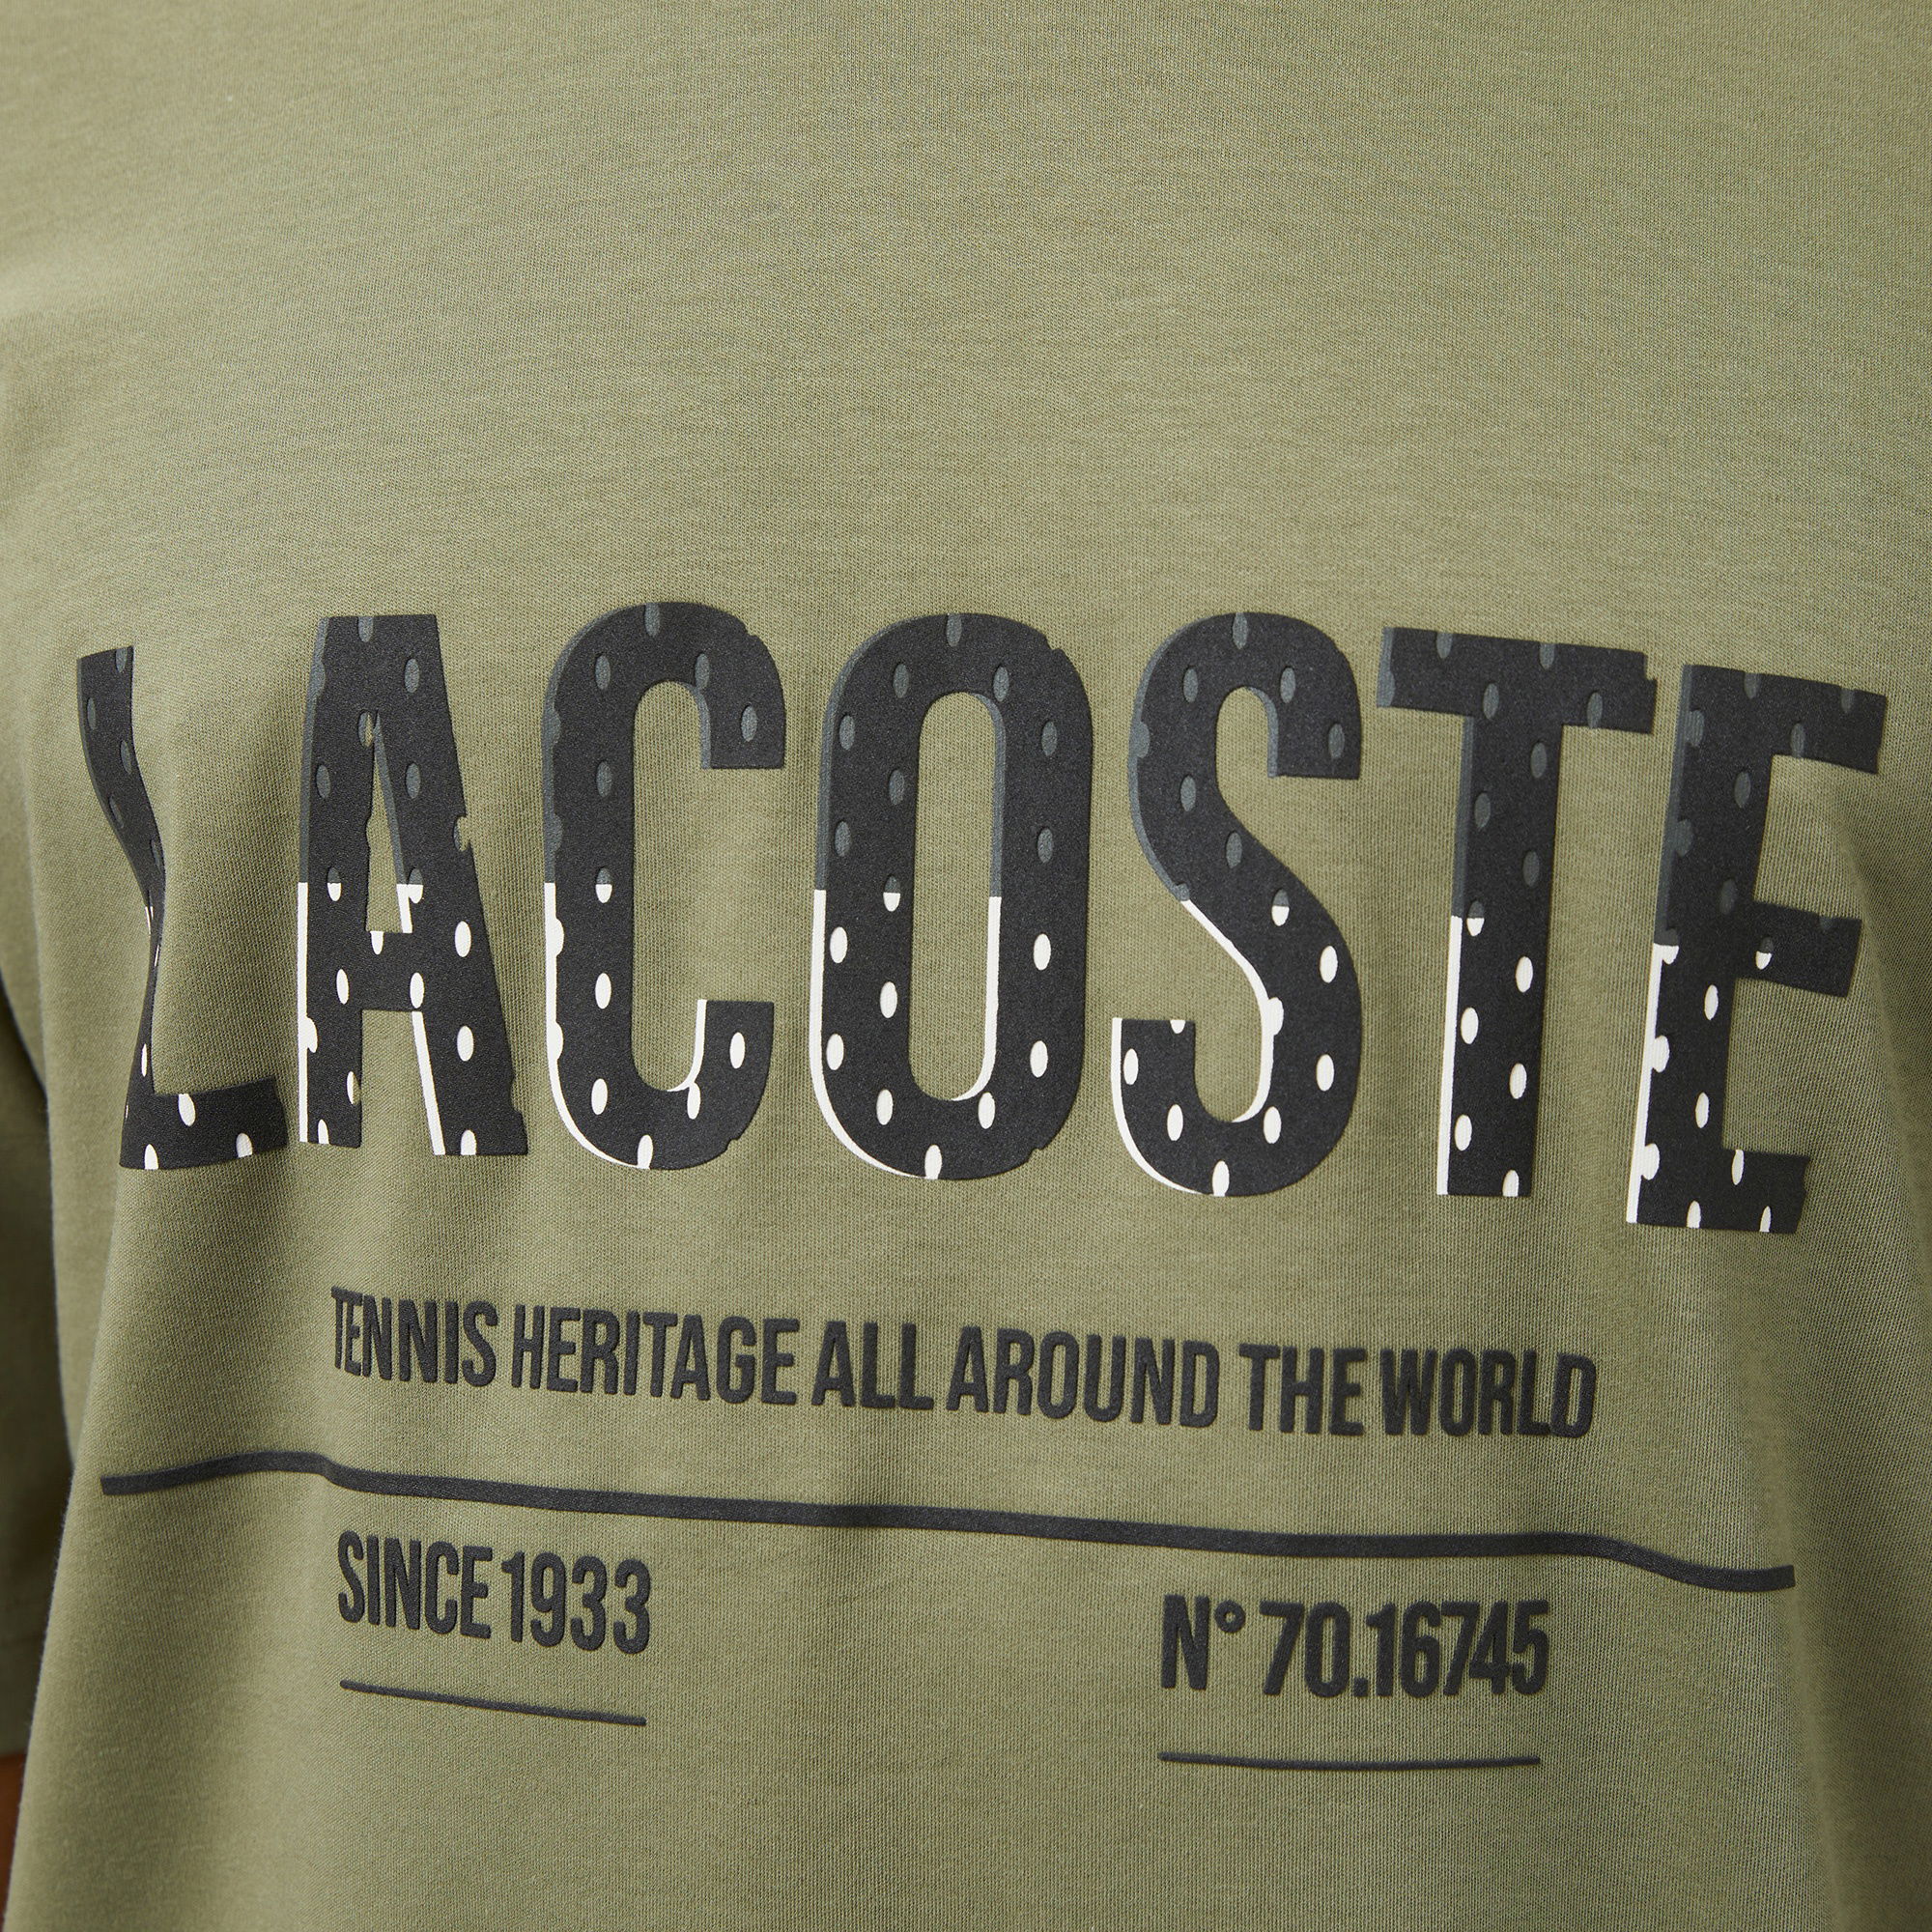 LACOSTE
TENNIS HERITAGE ALL AROUND THE WORLD
SINCE 1933
N° 70.16745